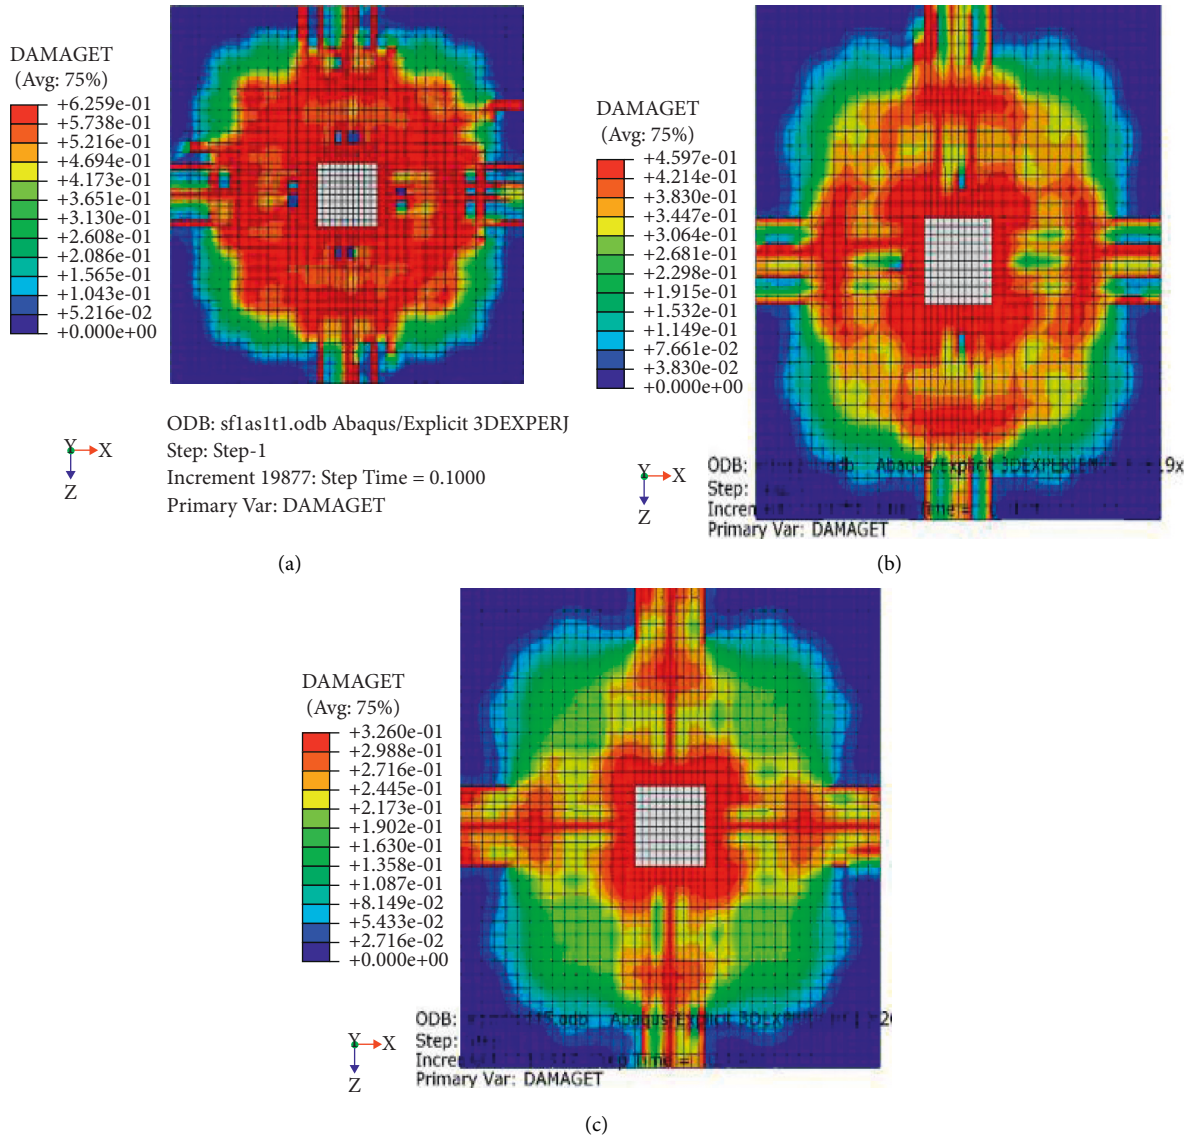 DAMAGET
(Avg: 75%)
+6.259e-01
+5.738e-01
+5.216e-01
+4.694e-01
+4.173e-01
+3.651e-01
+3.130e-01
+2.608e-01
+2.086e-01
+1.565e-01
+1.043e-01
+5.216e-02
+0.000e+00
Y X
Z
ODB: sf1as1t1.odb Abaqus/Explicit 3DEXPERJ
Step: Step-1
Increment 19877: Step Time = 0.1000
Primary Var: DAMAGET
(a)
DAMAGET
(Avg: 75%)
+4.597e-01
+4.214e-01
+3.830e-01
+3.447e-01
+3.064e-01
+2.681e-01
+2.298e-01
+1.915e-01
+1.532e-01
+1.149e-01
+7.661e-02
+3.830e-02
+0.000e+00
Y X
Z
ODB: Abaqus/Explicit
Step:
Primary Var: DAMAGET
(b)
DAMAGET
(Avg: 75%)
+3.260e-01
+2.988e-01
+2.716e-01
+2.445e-01
+2.173e-01
+1.902e-01
+1.630e-01
+1.358e-01
+1.087e-01
+8.149e-02
+5.433e-02
+2.716e-02
+0.000e+00
Y X
Z
ODB: Abaqus/Explicit
Step:
Time =
Primary Var: DAMAGET
(c)